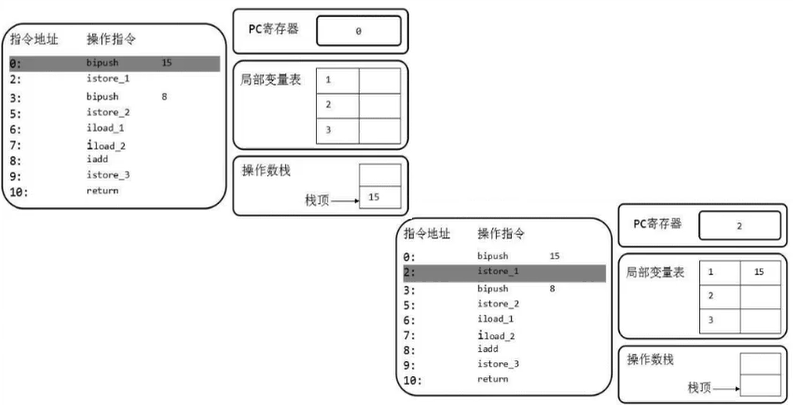 指令地址 操作指令
0: bipush 15
2: istore_1
3: bipush 8
5: istore_2
6: iload_1
7: iload_2
8: iadd
9: istore_3
10: return
PC寄存器 0
局部变量表
1
2
3
操作数栈
栈顶 15
指令地址 操作指令
0: bipush 15
2: istore_1
3: bipush 8
5: istore_2
6: iload_1
7: iload_2
8: iadd
9: istore_3
10: return
PC寄存器 2
局部变量表
1 15
2
3
操作数栈
栈顶